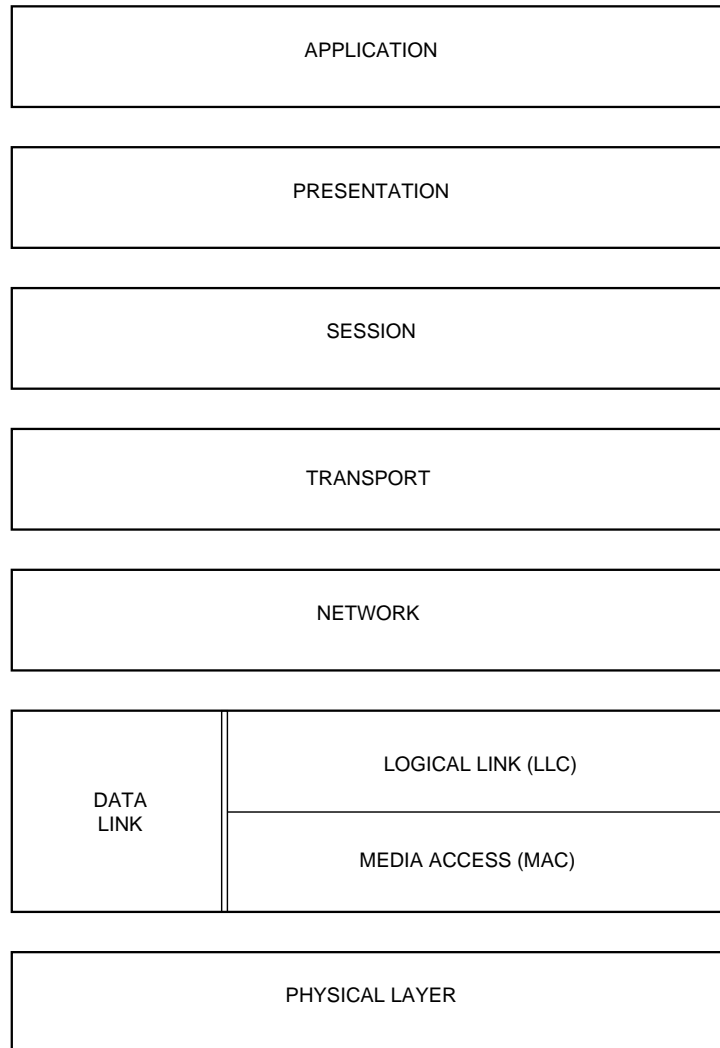 APPLICATION
PRESENTATION
SESSION
TRANSPORT
NETWORK
DATA
LINK
LOGICAL LINK (LLC)
MEDIA ACCESS (MAC)
PHYSICAL LAYER